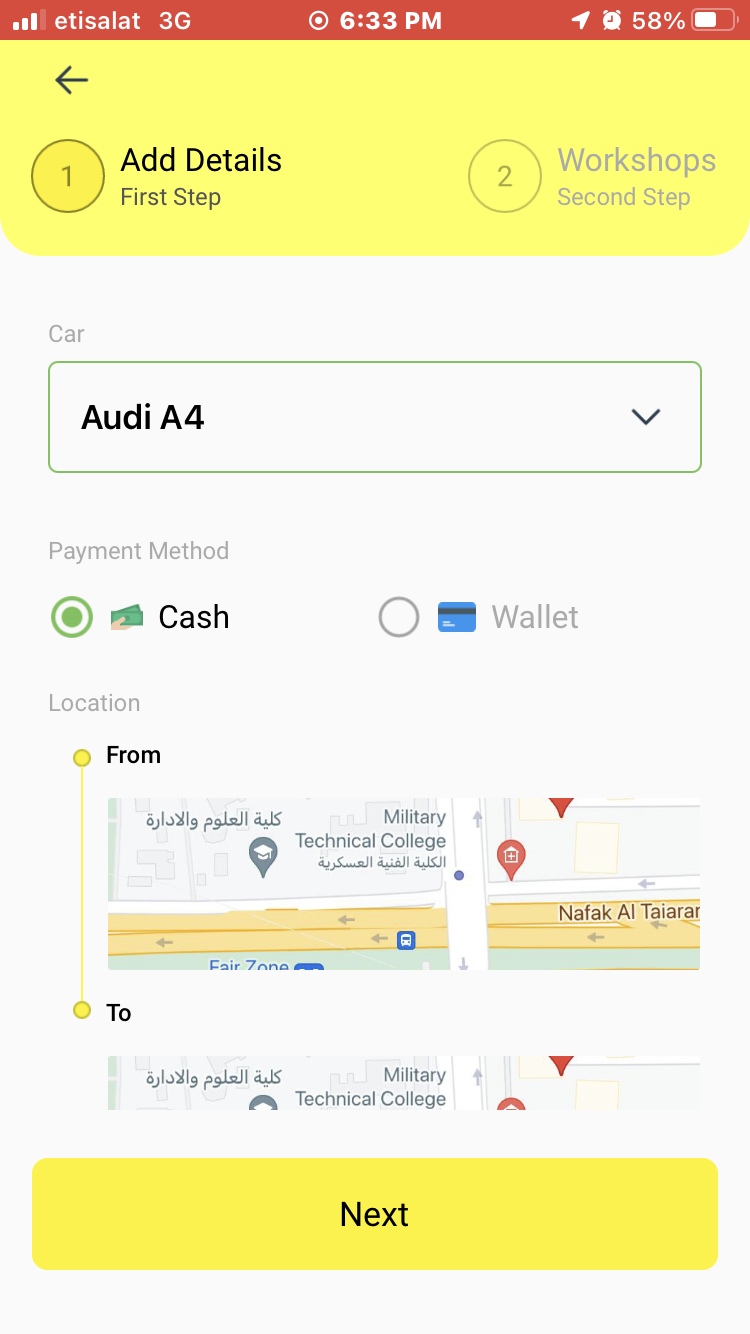 etisalat 3G 6:33 PM 58%
1 Add Details
First Step
2 Workshops
Second Step
Car
Audi A4
Payment Method
Cash
Wallet
Location
From
كلية العلوم والادارة
Military
Technical College
الكلية الفنية العسكرية
Nafak Al Taiaran
Fair Zone
To
كلية العلوم والادارة
Military
Technical College
Next